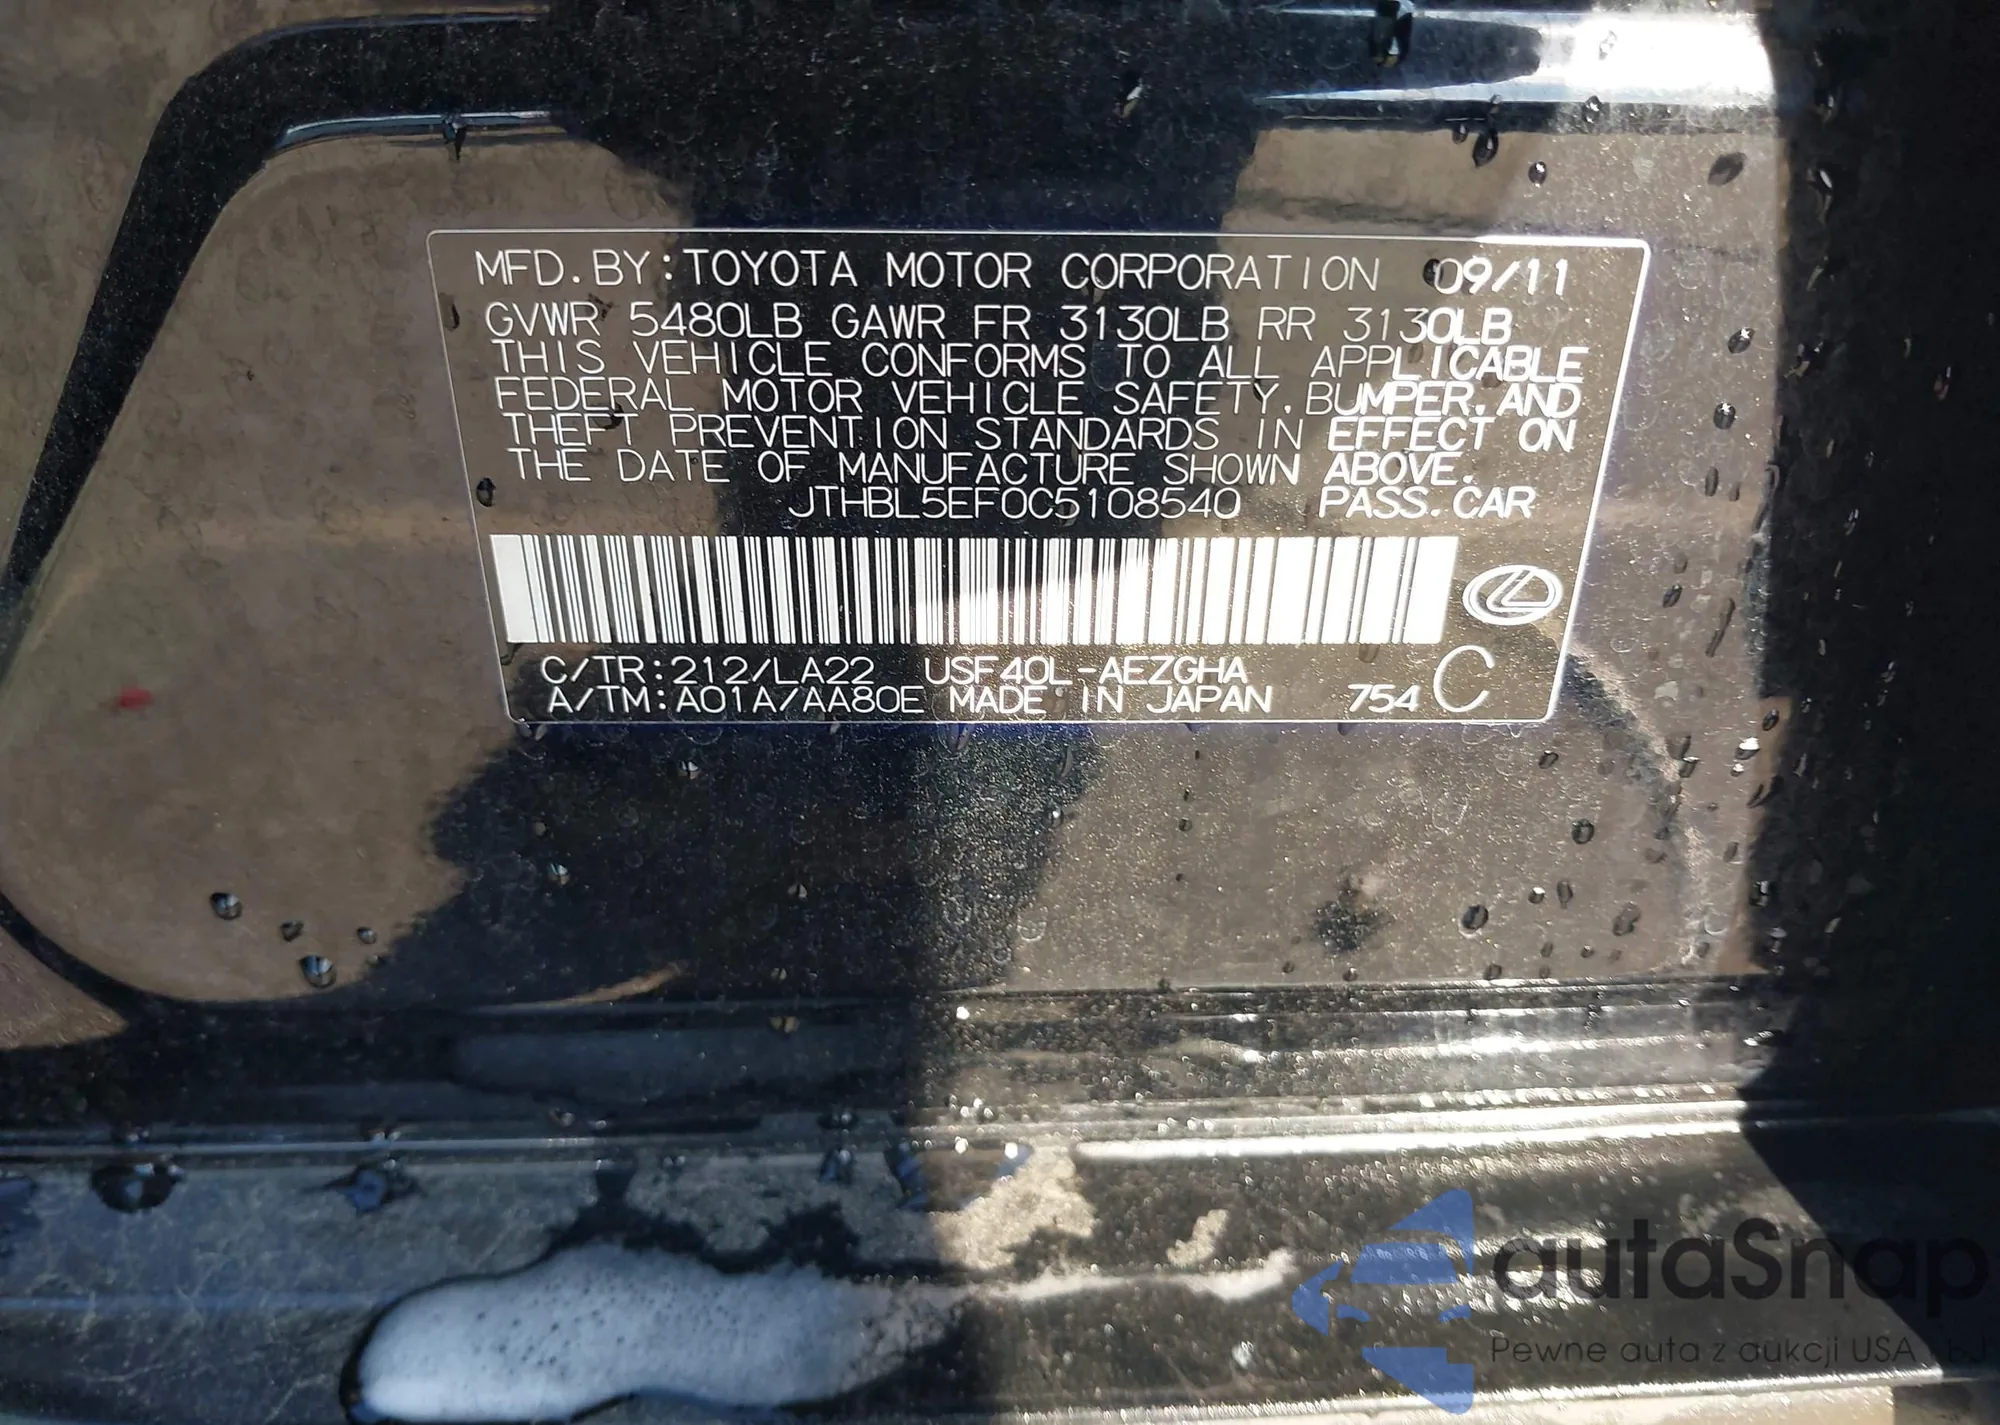 MFD.BY:TOYOTA MOTOR CORPORATION 09/11
GVWR 5480LB GAWR FR 3130LB RR 3130LB
THIS VEHICLE CONFORMS TO ALL APPLICABLE
FEDERAL MOTOR VEHICLE SAFETY,BUMPER,AND
THEFT PREVENTION STANDARDS IN EFFECT ON
THE DATE OF MANUFACTURE SHOWN ABOVE.
JTHBL5EF0C5108540 PASS.CAR
C/TR:212/LA22 USF40L-AEZGHA
A/TM:A01A/AA80E MADE IN JAPAN 754 C
autaSnap
Pewne auta z aukcji USA